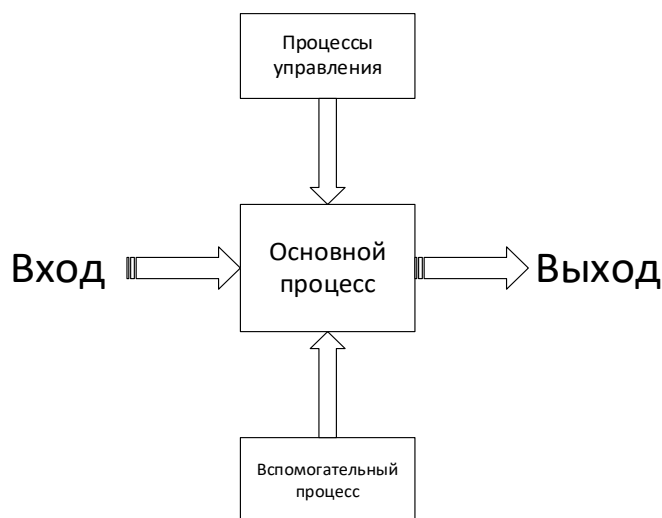 Процессы
управления
Вход
Основной
процесс
Выход
Вспомогательный
процесс